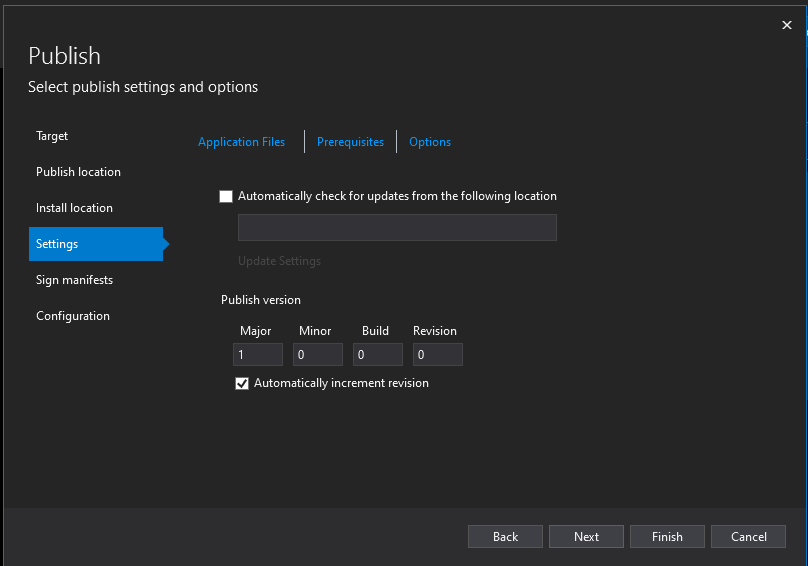 Publish
Select publish settings and options
Target
Publish location
Install location
Settings
Sign manifests
Configuration
Application Files Prerequisites Options
Automatically check for updates from the following location
Update Settings
Publish version
Major Minor Build Revision
1 0 0 0
Automatically increment revision
Back Next Finish Cancel